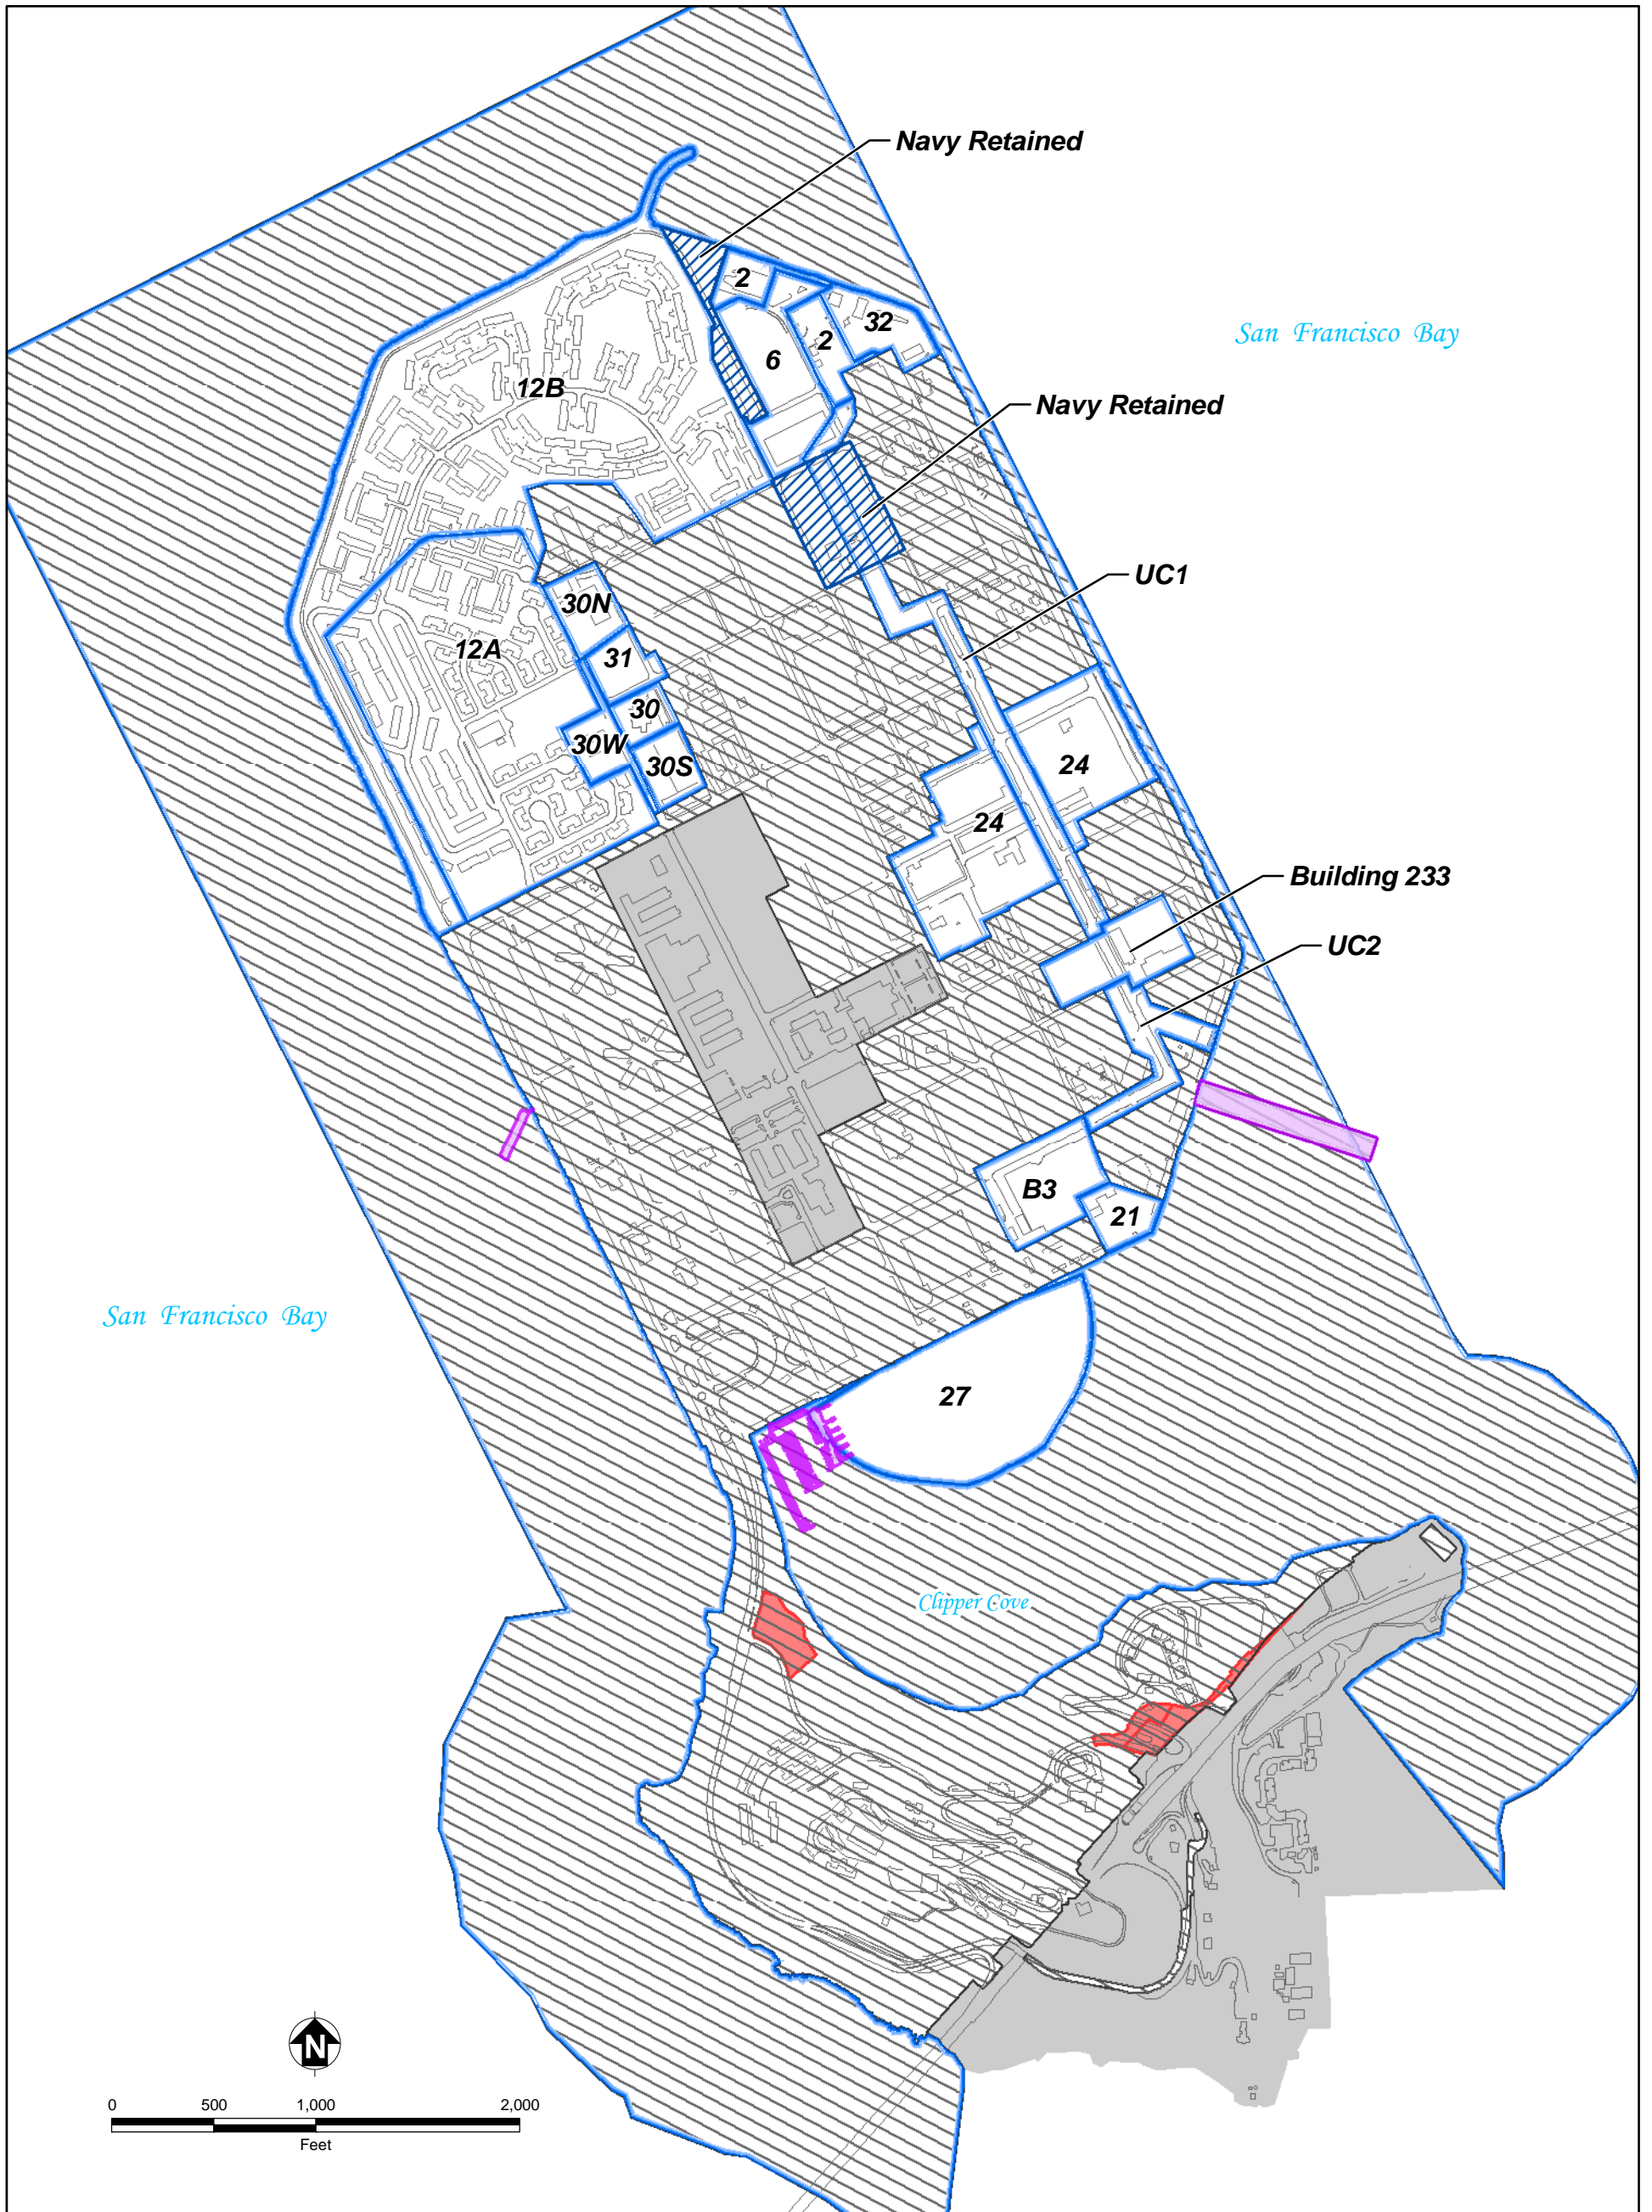 Navy Retained
2
32
San Francisco Bay
2
6
12B
Navy Retained
UC1
30N
12A
31
30
30W
30S
24
24
Building 233
UC2
B3
21
San Francisco Bay
27
Clipper Cove
N
0 500 1,000 2,000
Feet